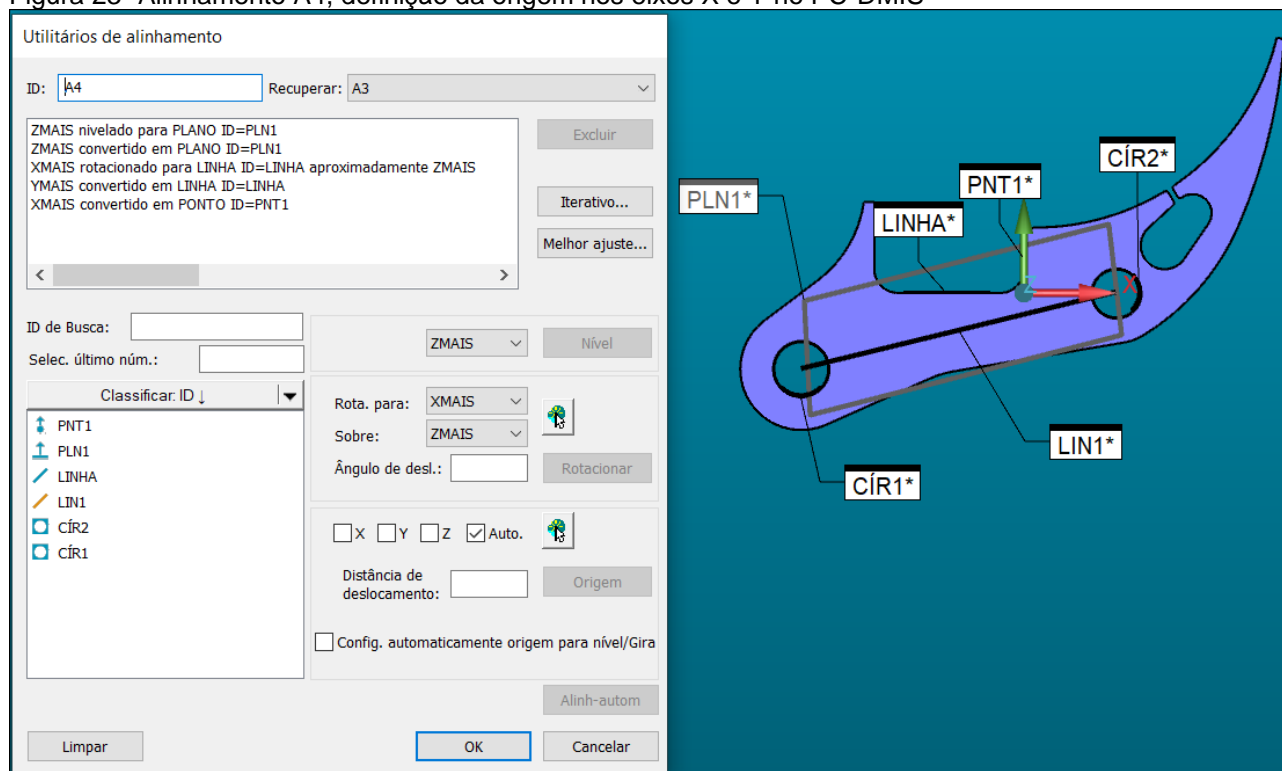 Figura 28- Alinhamento A4, definição da origem nos eixos X e Y no PC-DMIS
Utilitários de alinhamento
ID: A4 Recuperar: A3
ZMAIS nivelado para PLANO ID=PLN1
ZMAIS convertido em PLANO ID=PLN1
XMAIS rotacionado para LINHA ID=LINHA aproximadamente ZMAIS
YMAIS convertido em LINHA ID=LINHA
XMAIS convertido em PONTO ID=PNT1
Excluir
Iterativo...
Melhor ajuste...
ID de Busca:
Selec. último núm.:
ZMAIS Nível
Classificar: ID ↓
PNT1
PLN1
LINHA
LIN1
CÍR2
CÍR1
Rota. para: XMAIS
Sobre: ZMAIS
Ângulo de desl.: Rotacionar
X Y Z Auto.
Distância de
deslocamento: Origem
Config. automaticamente origem para nível/Gira
Alinh-autom
Limpar OK Cancelar
CÍR2*
PNT1*
PLN1*
LINHA*
Z X
LIN1*
CÍR1*